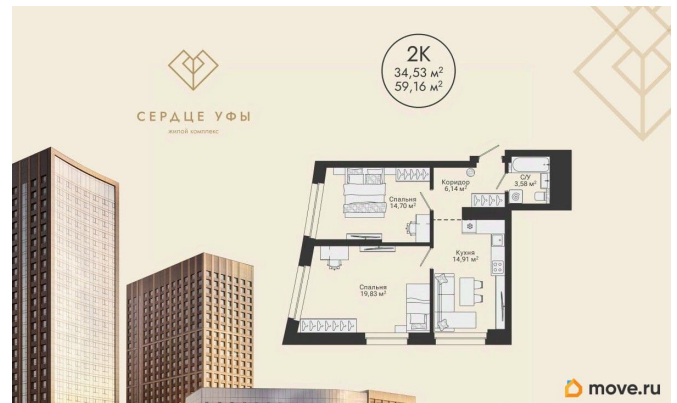 СЕРДЦЕ УФЫ
жилой комплекс
2К
34,53 м²
59,16 м²
Спальня
14,70 м²
Коридор
6,14 м²
С/У
3,58 м²
Кухня
14,91 м²
Спальня
19,83 м²
move.ru